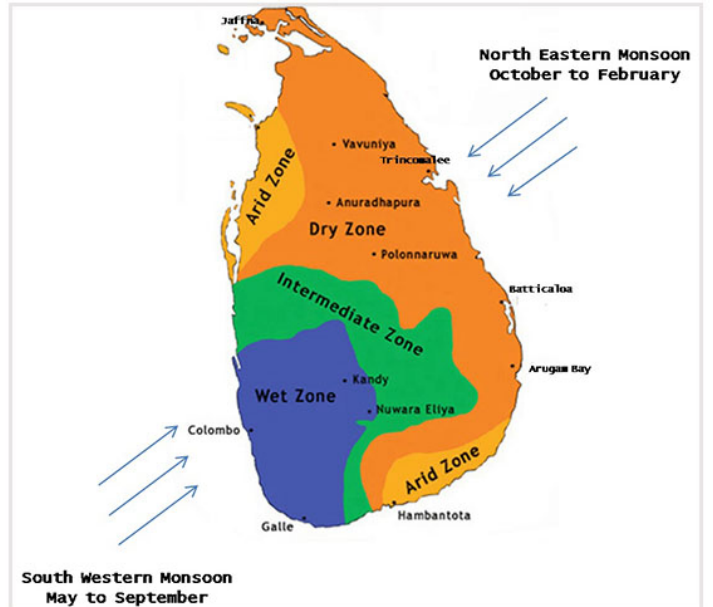 Jaffna
North Eastern Monsoon
October to February
Vavuniya
Trincomalee
Arid Zone
Anuradhapura
Dry Zone
Polonnaruwa
Intermediate Zone
Batticaloa
Arugam Bay
Kandy
Wet Zone
Nuwara Eliya
Colombo
Arid Zone
Hambantota
Galle
South Western Monsoon
May to September